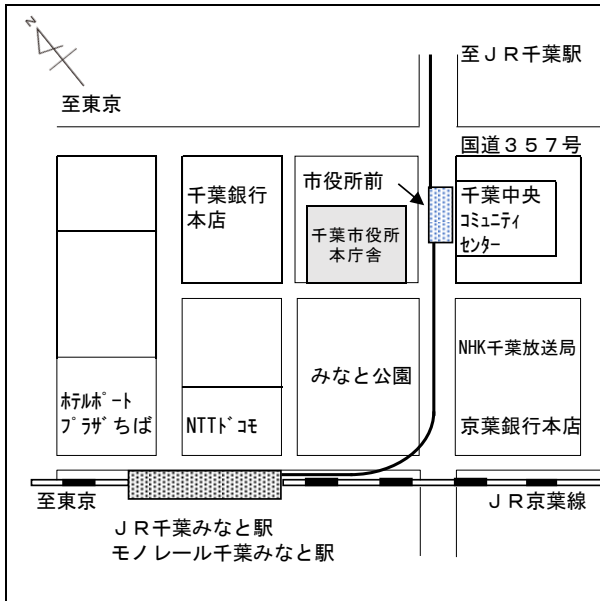 N
至ＪＲ千葉駅
至東京
国道３５７号
市役所前
千葉銀行
本店
千葉中央
ｺﾐｭﾆﾃｨ
ｾﾝﾀｰ
千葉市役所
本庁舎
NHK千葉放送局
みなと公園
ﾎﾃﾙﾎﾟｰﾄ
ﾌﾟﾗｻﾞちば
NTTﾄﾞｺﾓ
京葉銀行本店
至東京
ＪＲ京葉線
ＪＲ千葉みなと駅
モノレール千葉みなと駅